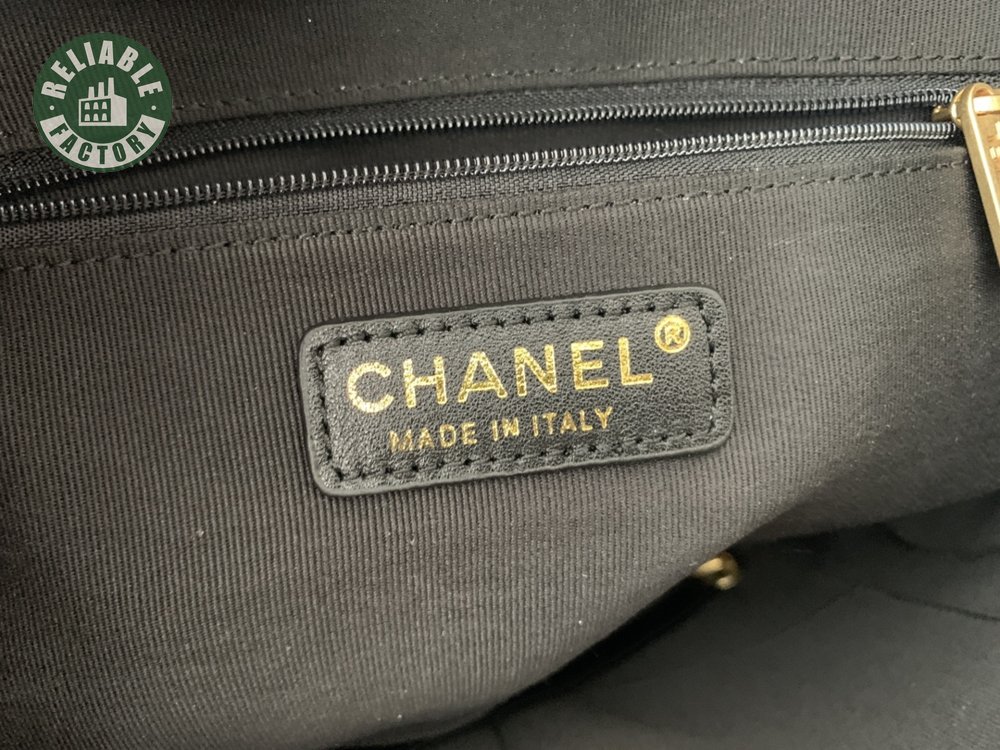 RELIABLE
FACTORY
CHANEL®
MADE IN ITALY